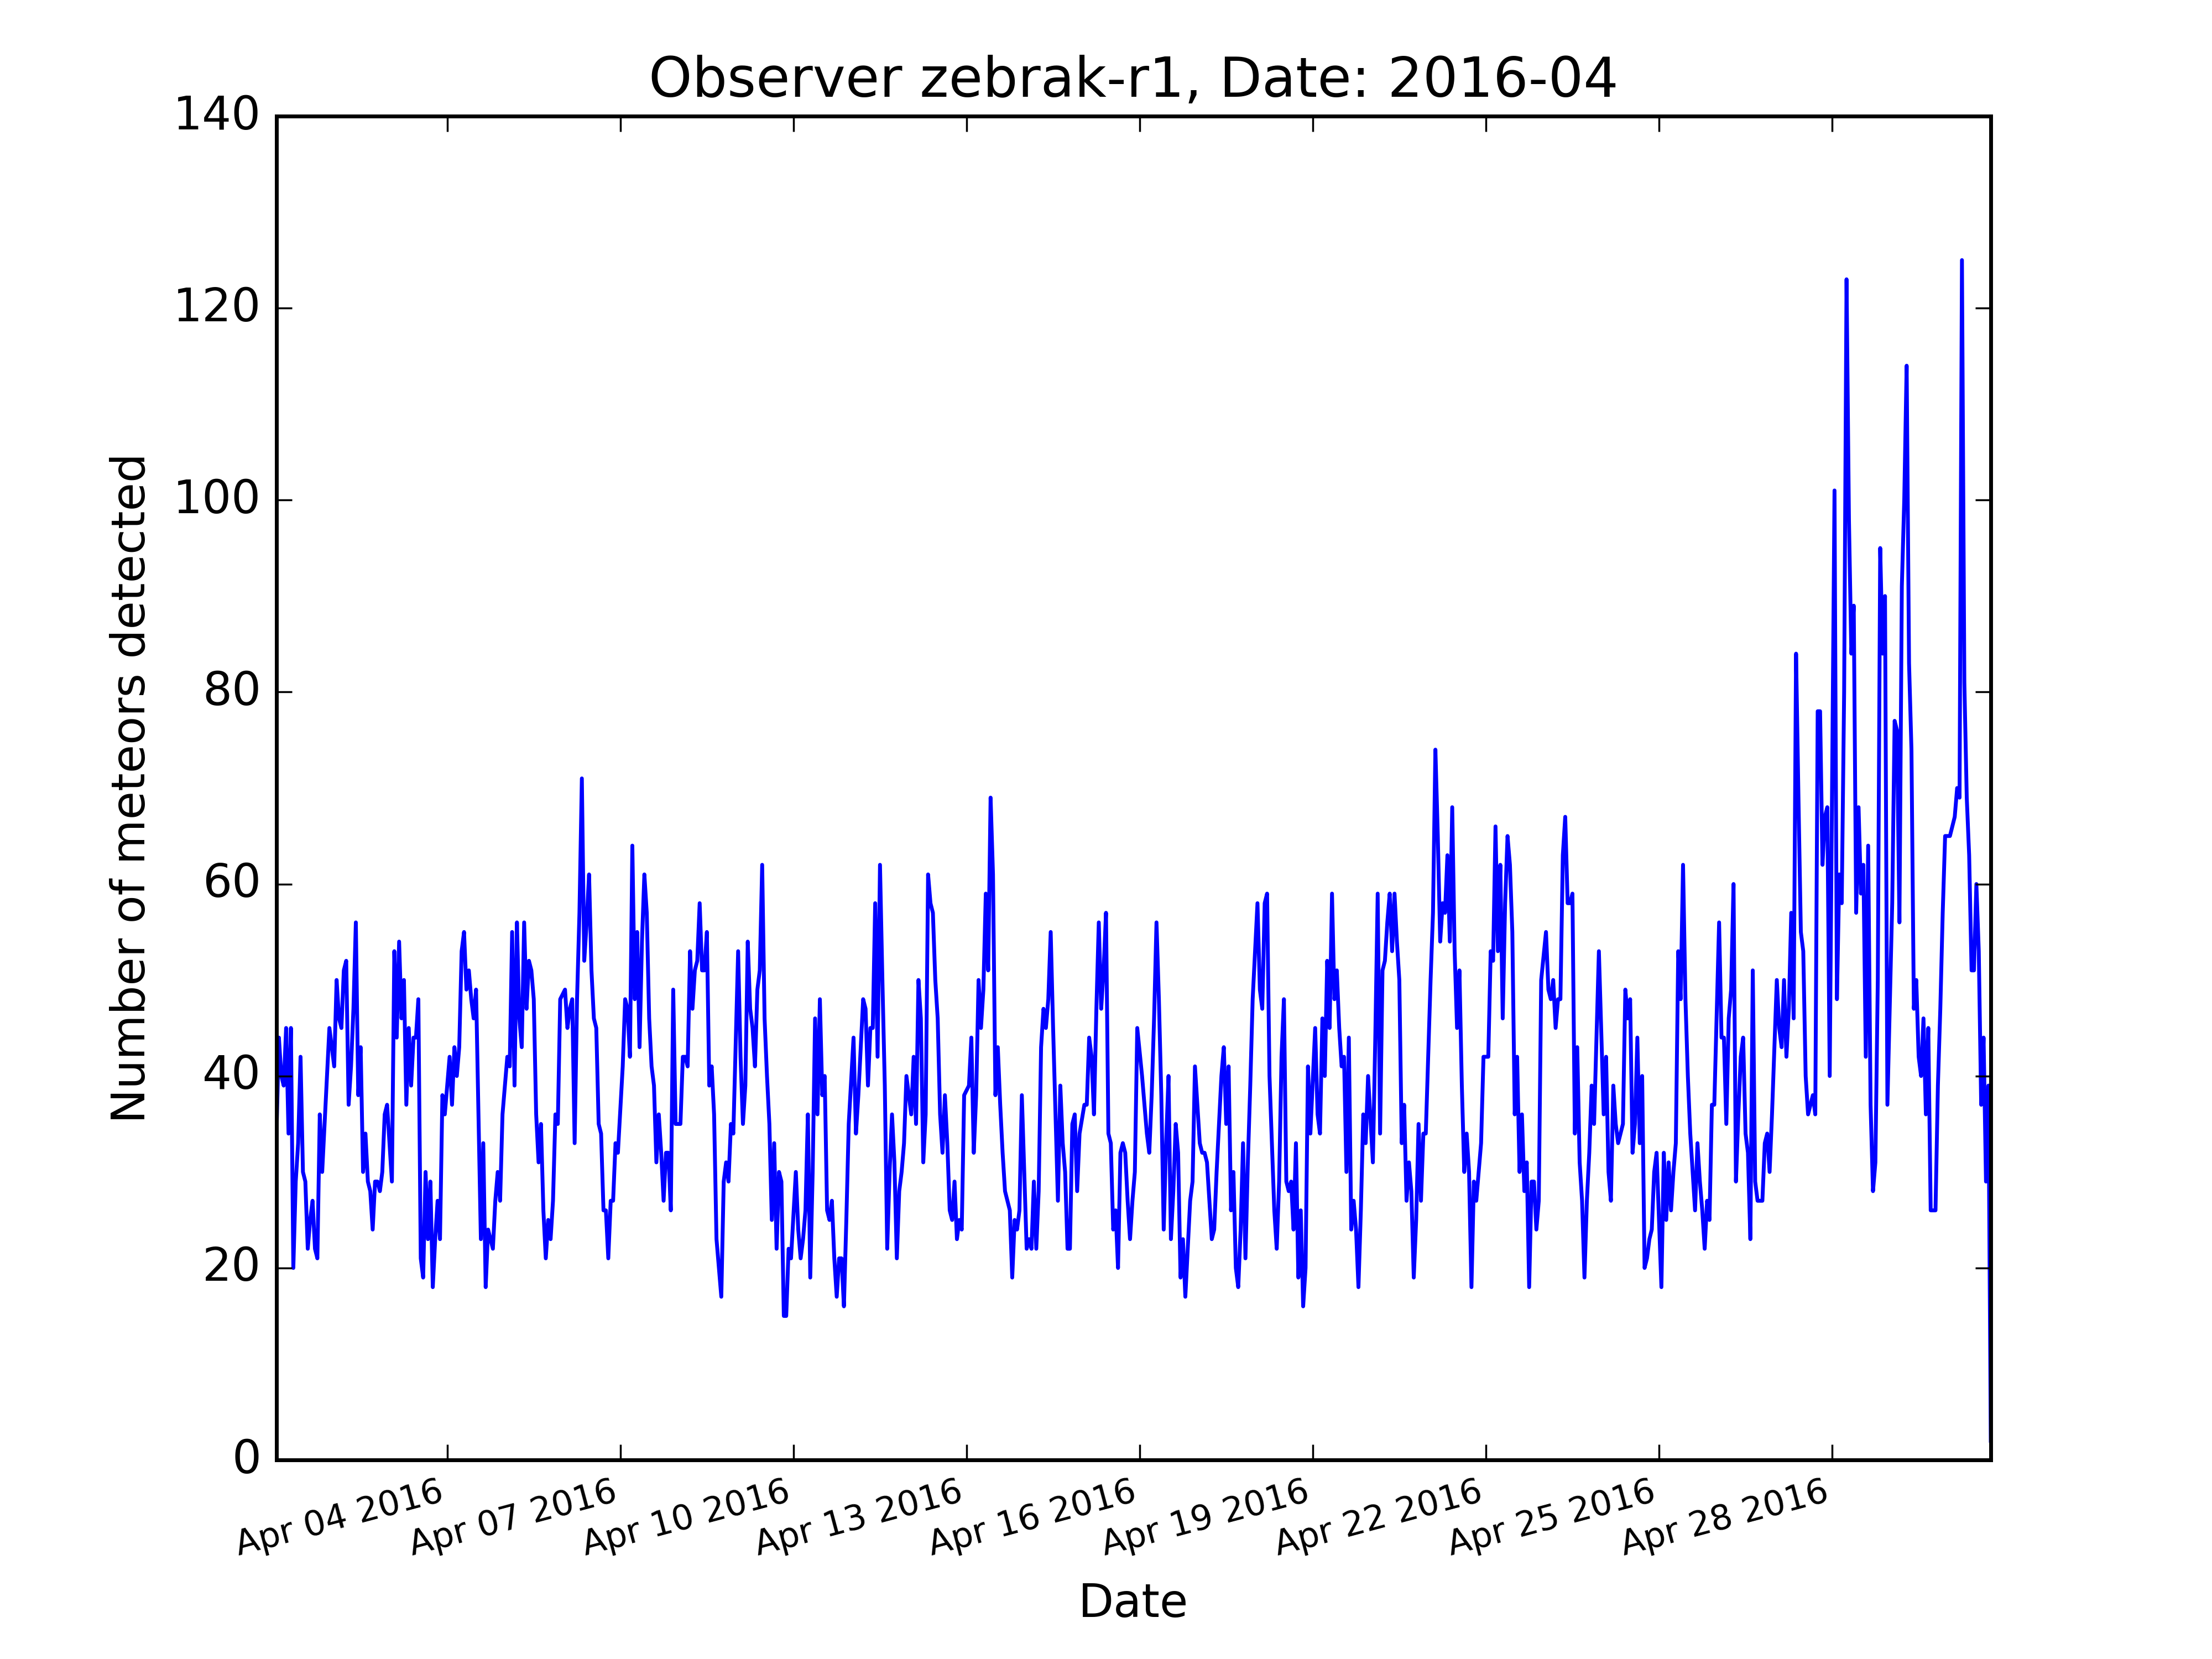 Observer zebrak-r1, Date: 2016-04
140
120
100
80
60
40
20
0
Number of meteors detected
Apr 04 2016
Apr 07 2016
Apr 10 2016
Apr 13 2016
Apr 16 2016
Apr 19 2016
Apr 22 2016
Apr 25 2016
Apr 28 2016
Date